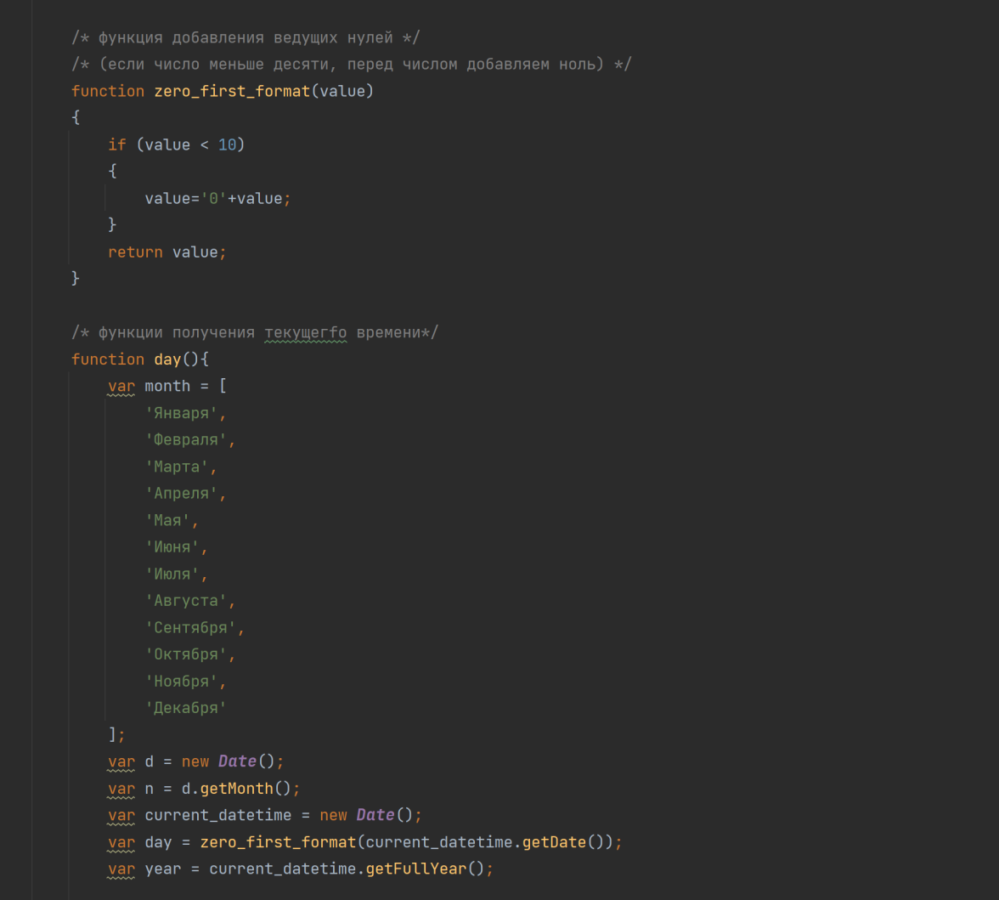 /* функция добавления ведущих нулей */
/* (если число меньше десяти, перед числом добавляем ноль) */
function zero_first_format(value)
{
if (value < 10)
{
value='0'+value;
}
return value;
}
/* функции получения текущегfо времени*/
function day(){
var month = [
'Января',
'Февраля',
'Марта',
'Апреля',
'Мая',
'Июня',
'Июля',
'Августа',
'Сентября',
'Октября',
'Ноября',
'Декабря'
];
var d = new Date();
var n = d.getMonth();
var current_datetime = new Date();
var day = zero_first_format(current_datetime.getDate());
var year = current_datetime.getFullYear();